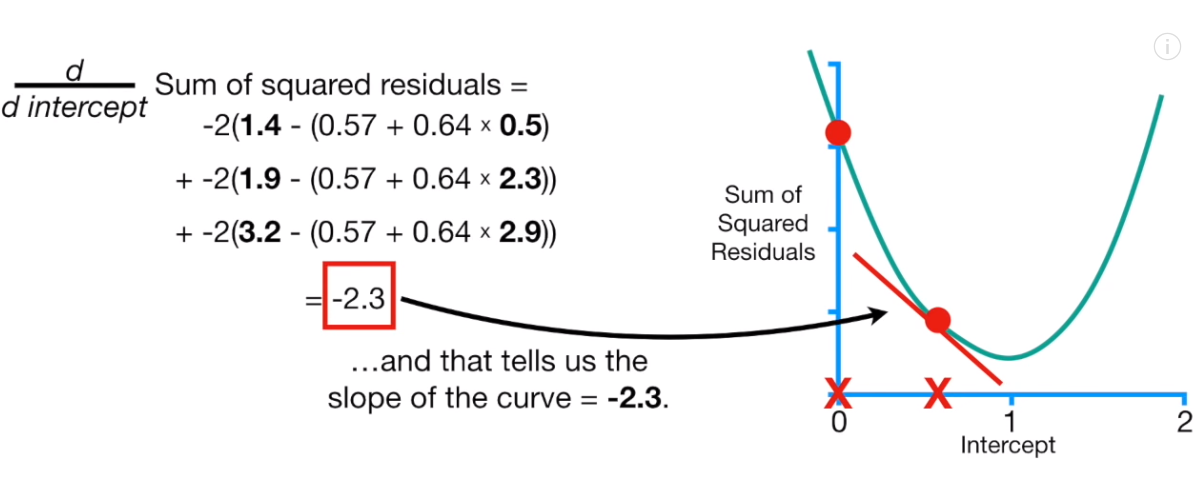 d
d intercept
Sum of squared residuals =
-2(1.4 - (0.57 + 0.64 × 0.5)
+ -2(1.9 - (0.57 + 0.64 × 2.3))
+ -2(3.2 - (0.57 + 0.64 × 2.9))
= -2.3
…and that tells us the
slope of the curve = -2.3.
Sum of
Squared
Residuals
X X
0 1 2
Intercept
i